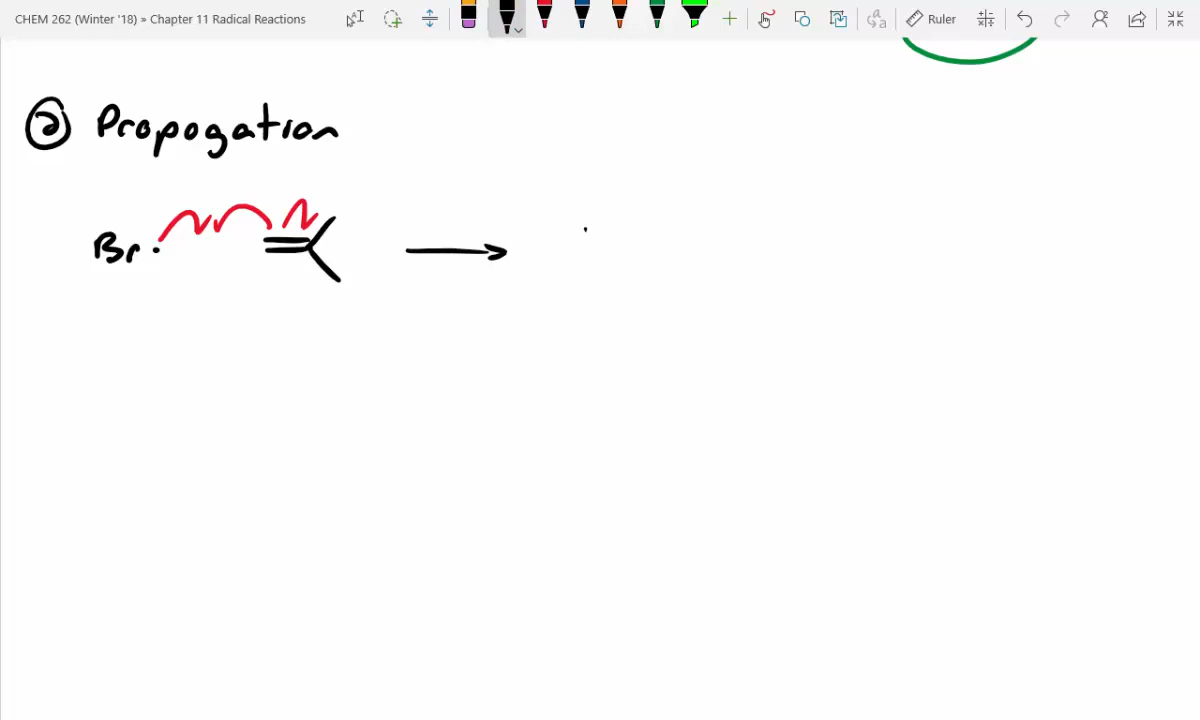 CHEM 262 (Winter '18) » Chapter 11 Radical Reactions
Ruler
② Propogation
Br·